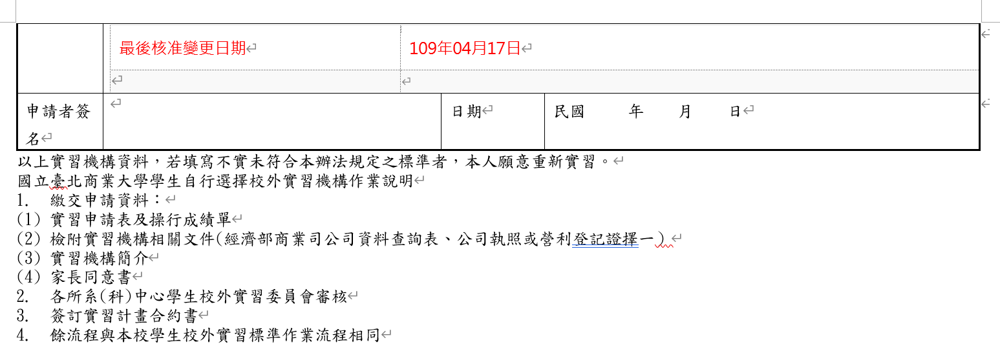 最後核准變更日期 109年04月17日
申請者簽名 日期 民國 年 月 日
以上實習機構資料，若填寫不實未符合本辦法規定之標準者，本人願意重新實習。
國立臺北商業大學學生自行選擇校外實習機構作業說明
1. 繳交申請資料：
(1) 實習申請表及操行成績單
(2) 檢附實習機構相關文件(經濟部商業司公司資料查詢表、公司執照或營利登記證擇一)
(3) 實習機構簡介
(4) 家長同意書
2. 各所系(科)中心學生校外實習委員會審核
3. 簽訂實習計畫合約書
4. 餘流程與本校學生校外實習標準作業流程相同